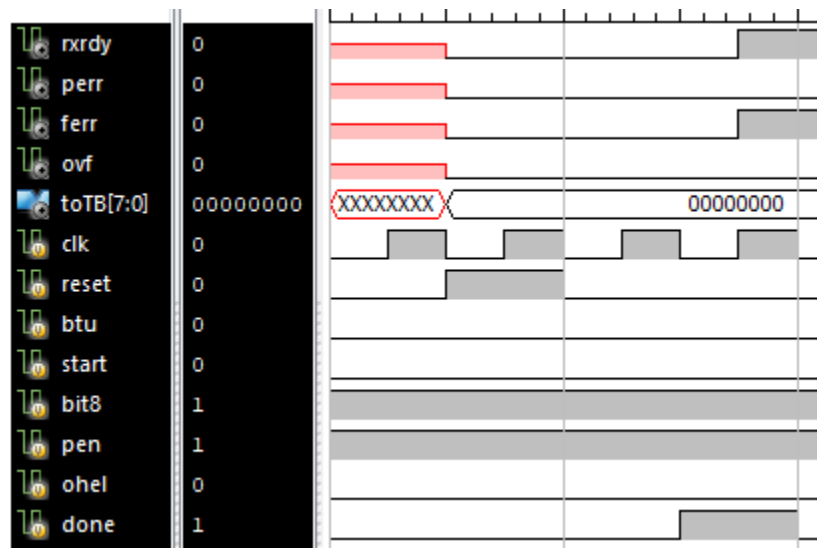 rxrdy 0
perr 0
ferr 0
ovf 0
toTB[7:0] 00000000 XXXXXXXX 00000000
clk 0
reset 0
btu 0
start 0
bit8 1
pen 1
ohel 0
done 1